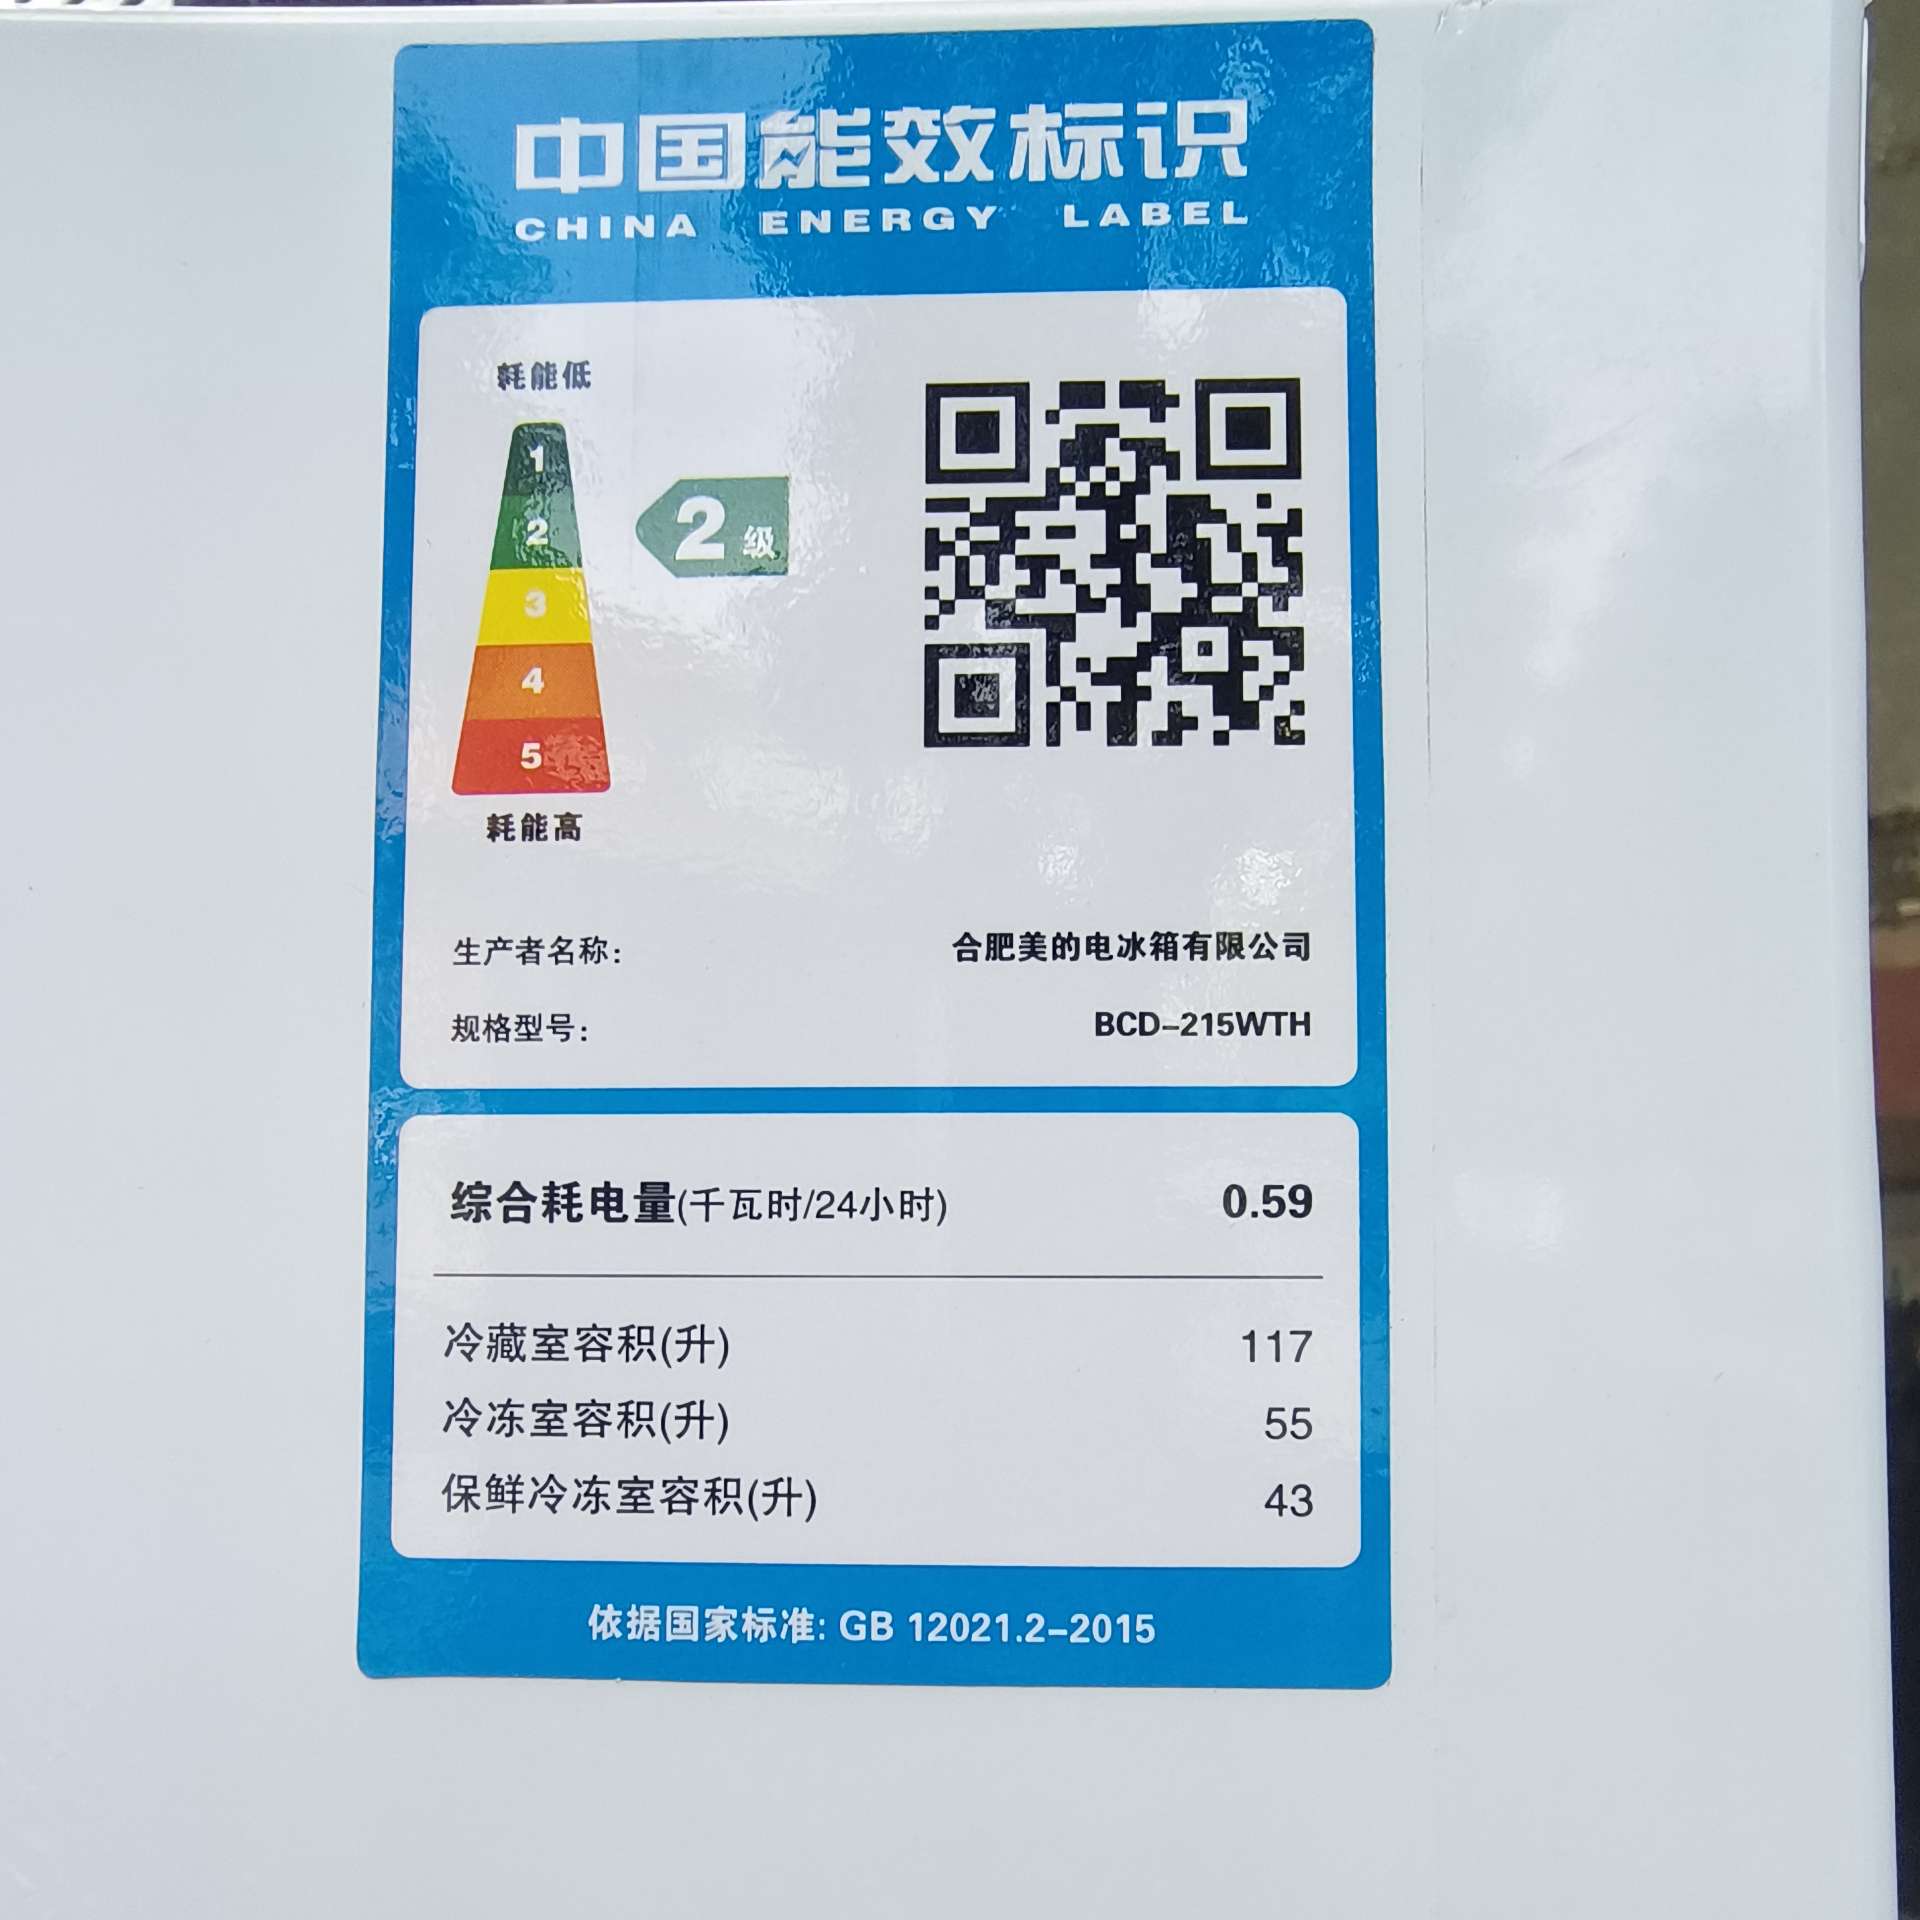 中国能效标识
CHINA ENERGY LABEL
耗能低
1
2
2级
3
4
5
耗能高
生产者名称: 合肥美的电冰箱有限公司
规格型号: BCD-215WTH
综合耗电量(千瓦时/24小时) 0.59
冷藏室容积(升) 117
冷冻室容积(升) 55
保鲜冷冻室容积(升) 43
依据国家标准: GB 12021.2-2015